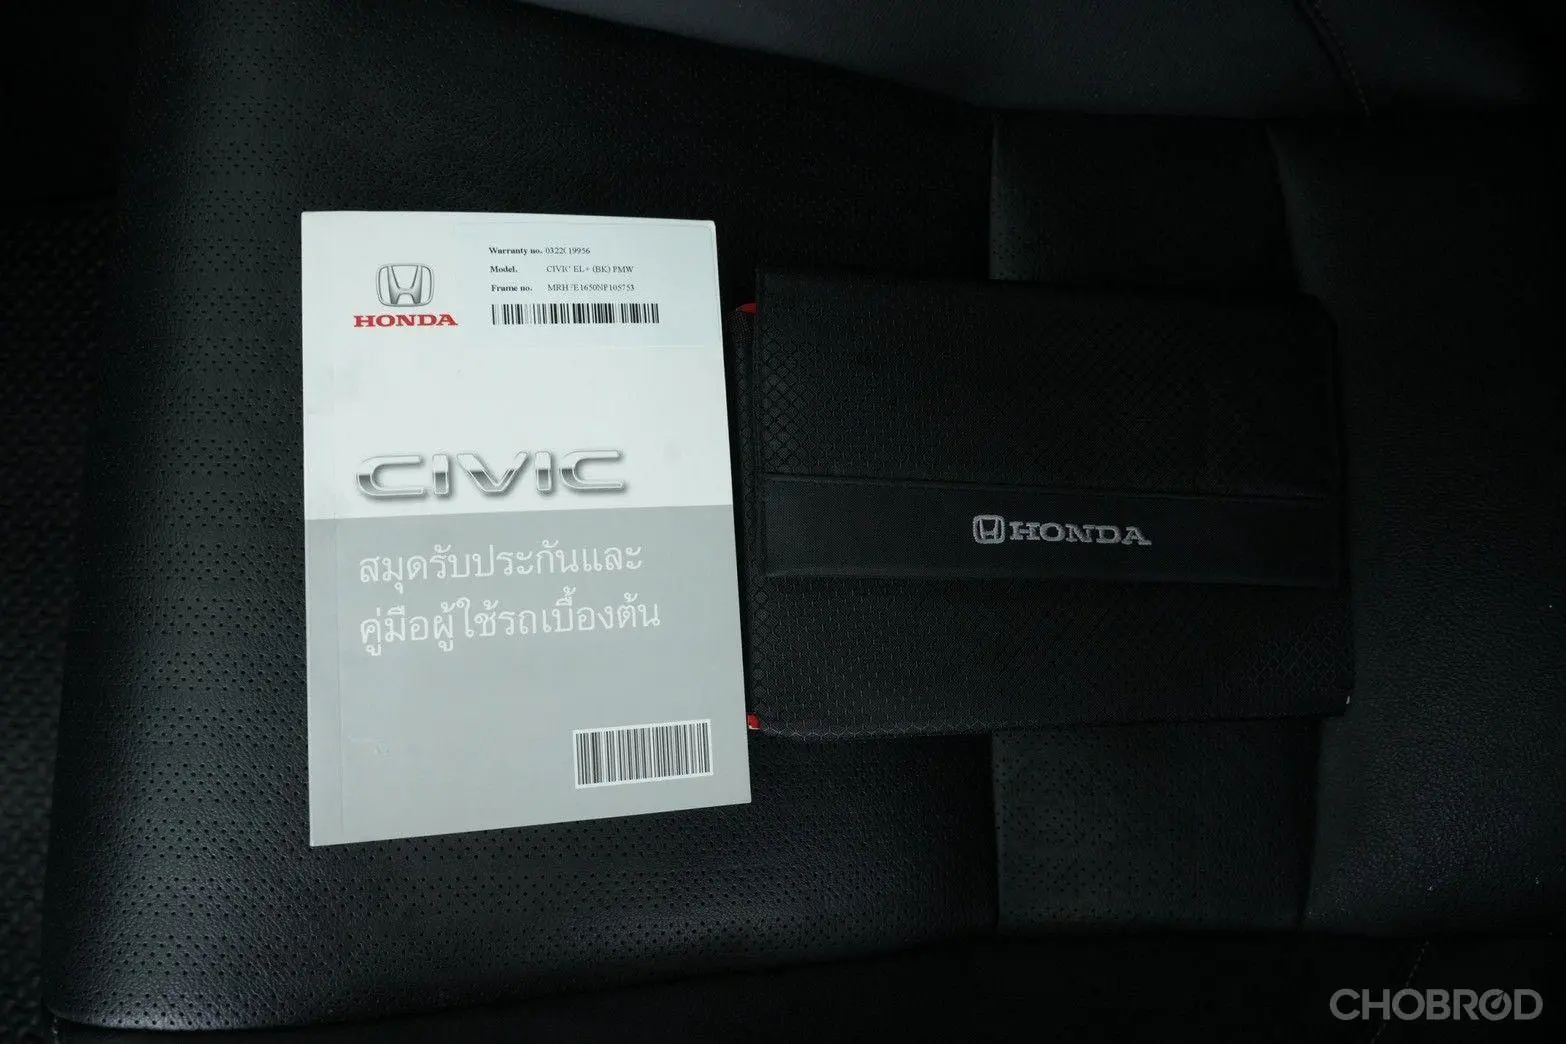 Warranty no. 0322019956
Model. CIVIC EL+ (BK) PMW
Frame no.
HONDA
CIVIC
สมุดรับประกันและ
คู่มือผู้ใช้รถเบื้องต้น
HONDA
CHOBROD